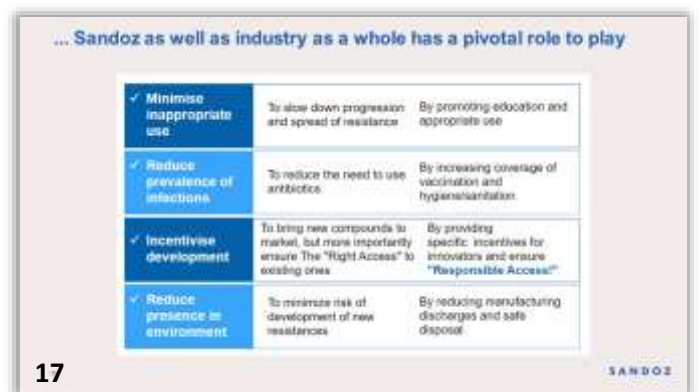 ... Sandoz as well as industry as a whole has a pivotal role to play
✓ Minimise
inappropriate
use
To slow down progression
and spread of resistance
By promoting education and
appropriate use
✓ Reduce
prevalence of
infections
To reduce the need to use
antibiotics
By increasing coverage of
vaccination and
hygiene/sanitation
✓ Incentivise
development
To bring new compounds to
market, but more importantly
ensure The "Right Access" to
existing ones
By providing
specific incentives for
innovators and ensure
"Responsible Access!"
✓ Reduce
presence in
environment
To minimize risk of
development of new
resistances
By reducing manufacturing
discharges and safe
disposal
17
SANDOZ